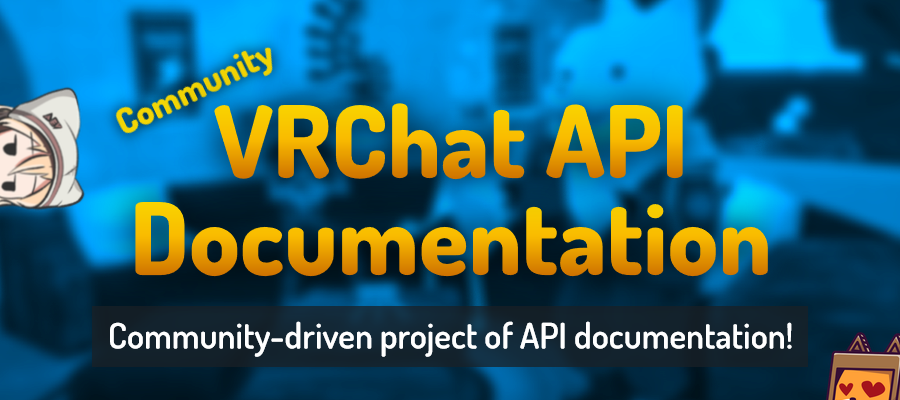 Community
VRChat API
Documentation
Community-driven project of API documentation!